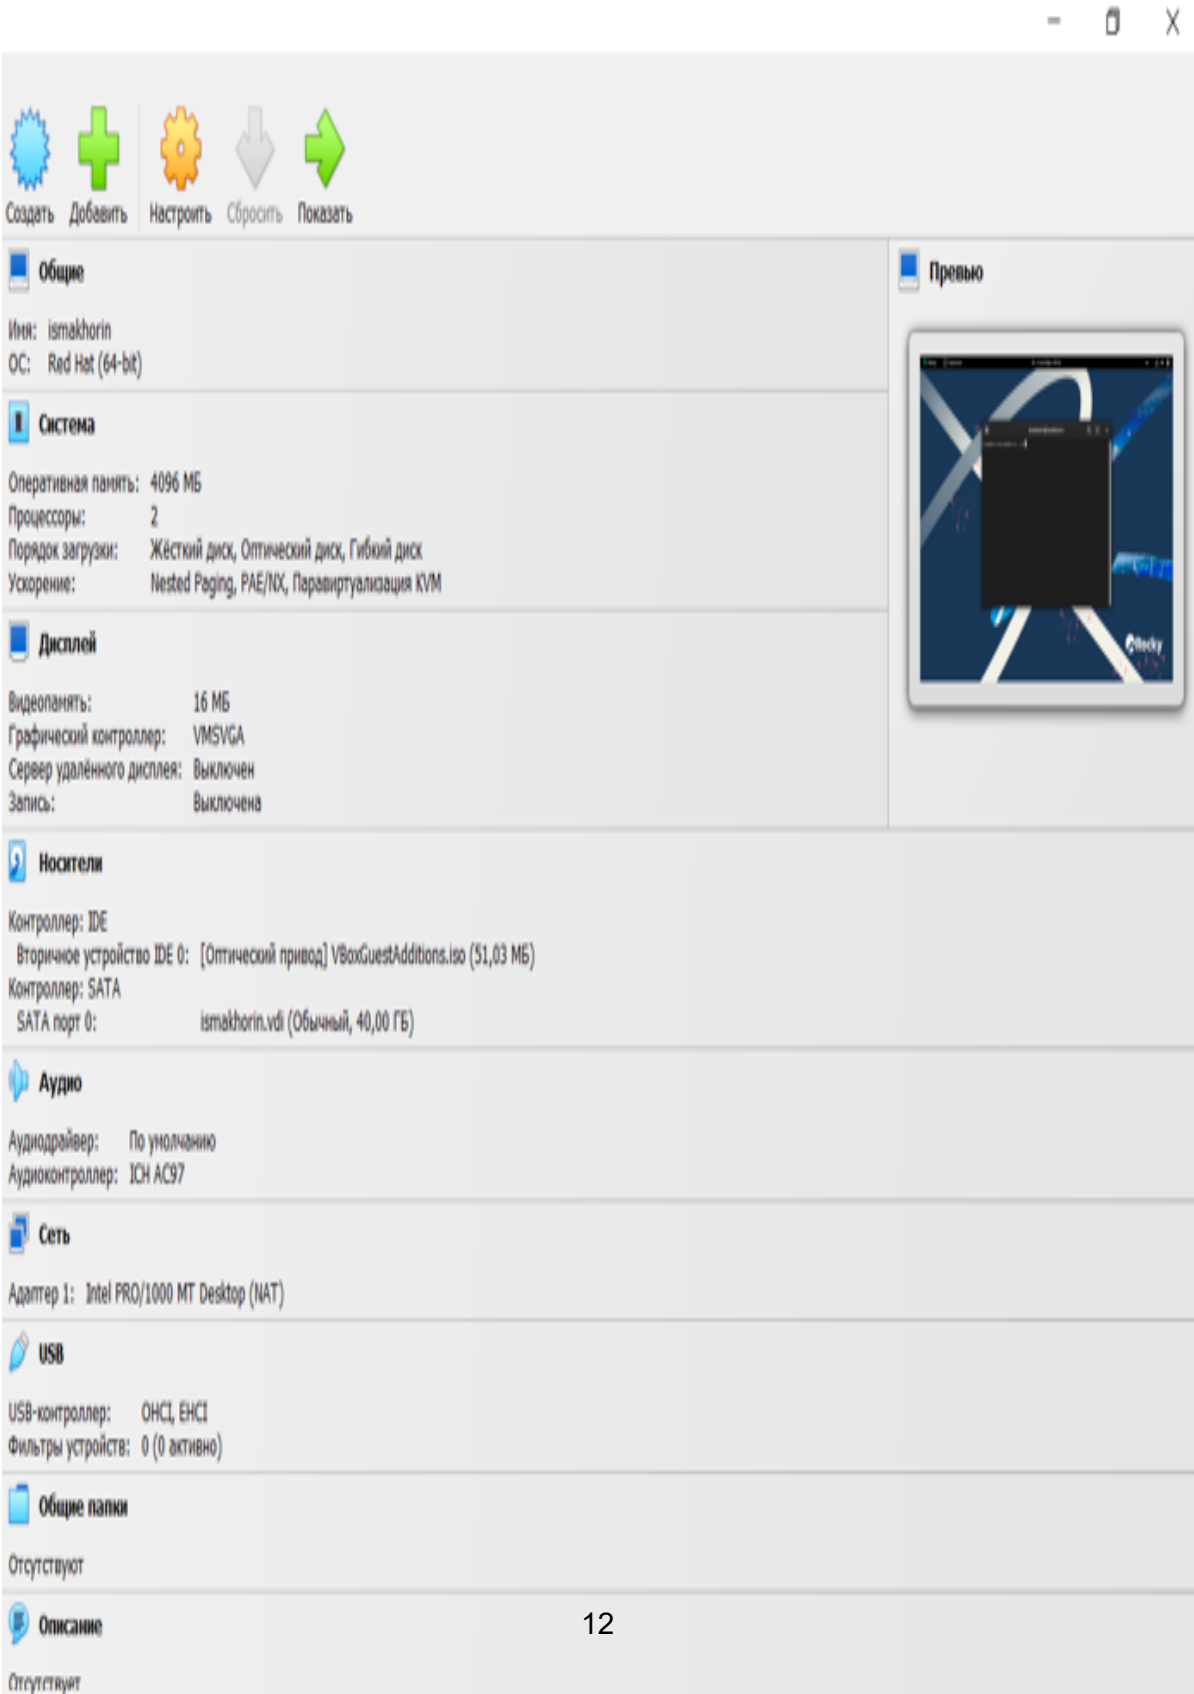 Создать Добавить Настроить Сбросить Показать
Общие
Имя: ismakhorin
ОС: Red Hat (64-bit)
Превью
Rocky
Система
Оперативная память: 4096 МБ
Процессоры: 2
Порядок загрузки: Жёсткий диск, Оптический диск, Гибкий диск
Ускорение: Nested Paging, PAE/NX, Паравиртуализация KVM
Дисплей
Видеопамять: 16 МБ
Графический контроллер: VMSVGA
Сервер удалённого дисплея: Выключен
Запись: Выключена
Носители
Контроллер: IDE
Вторичное устройство IDE 0: [Оптический привод] VBoxGuestAdditions.iso (51,03 МБ)
Контроллер: SATA
SATA порт 0: ismakhorin.vdi (Обычный, 40,00 ГБ)
Аудио
Аудиодрайвер: По умолчанию
Аудиоконтроллер: ICH AC97
Сеть
Адаптер 1: Intel PRO/1000 MT Desktop (NAT)
USB
USB-контроллер: OHCI, EHCI
Фильтры устройств: 0 (0 активно)
Общие папки
Отсутствуют
Описание
12
Отсутствует